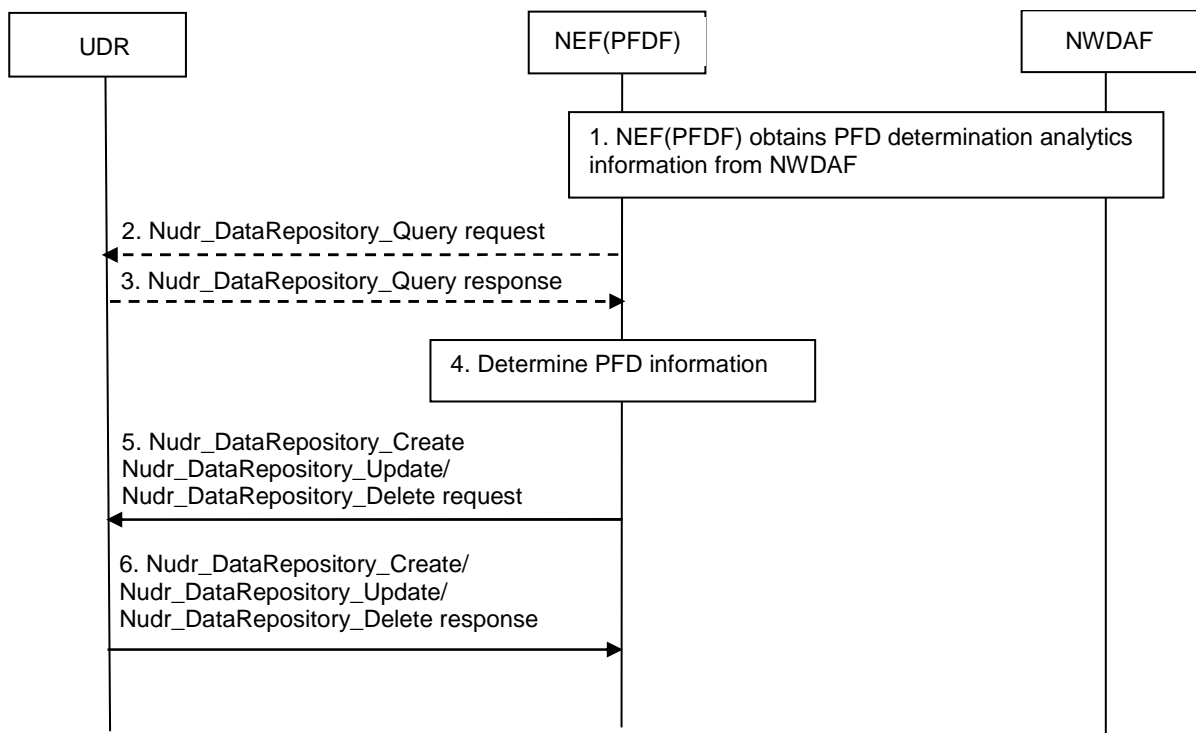 UDR
NEF(PFDF)
NWDAF
1. NEF(PFDF) obtains PFD determination analytics
information from NWDAF
2. Nudr_DataRepository_Query request
3. Nudr_DataRepository_Query response
4. Determine PFD information
5. Nudr_DataRepository_Create
Nudr_DataRepository_Update/
Nudr_DataRepository_Delete request
6. Nudr_DataRepository_Create/
Nudr_DataRepository_Update/
Nudr_DataRepository_Delete response